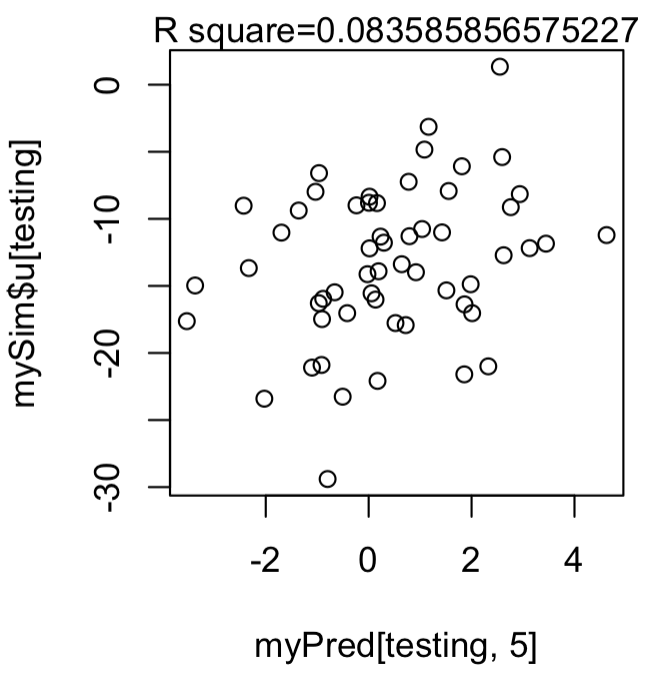 R square=0.083585856575227
mySim$u[testing]
0
-10
-20
-30
-2 0 2 4
myPred[testing, 5]